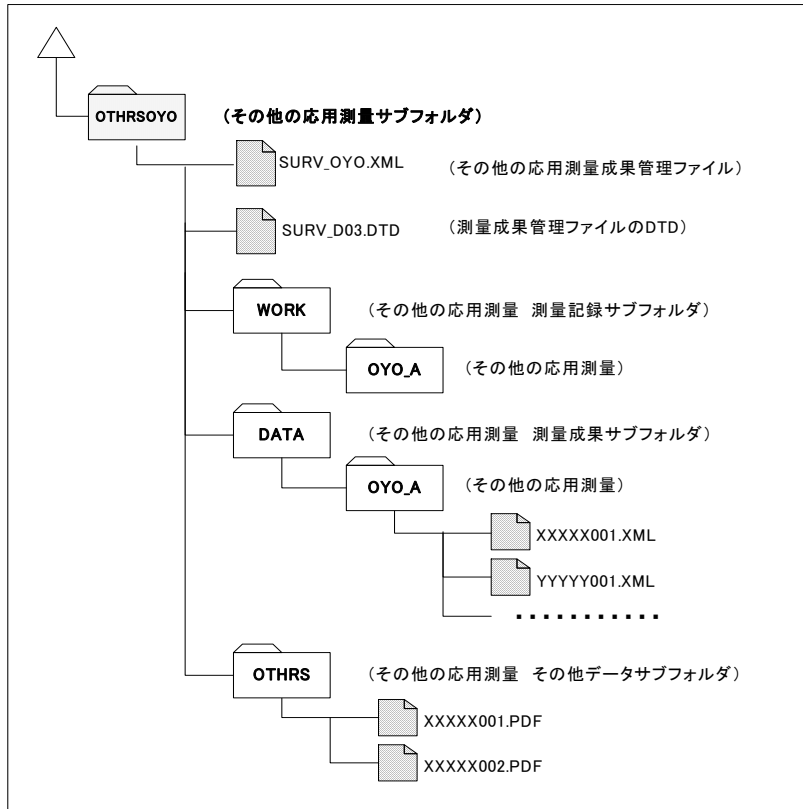 OTHRSOYO (その他の応用測量サブフォルダ)
SURV_OYO.XML (その他の応用測量成果管理ファイル)
SURV_D03.DTD (測量成果管理ファイルのDTD)
WORK (その他の応用測量 測量記録サブフォルダ)
OYO_A (その他の応用測量)
DATA (その他の応用測量 測量成果サブフォルダ)
OYO_A (その他の応用測量)
XXXXX001.XML
YYYYY001.XML
・・・・・・・・・・・
OTHRS (その他の応用測量 その他データサブフォルダ)
XXXXX001.PDF
XXXXX002.PDF